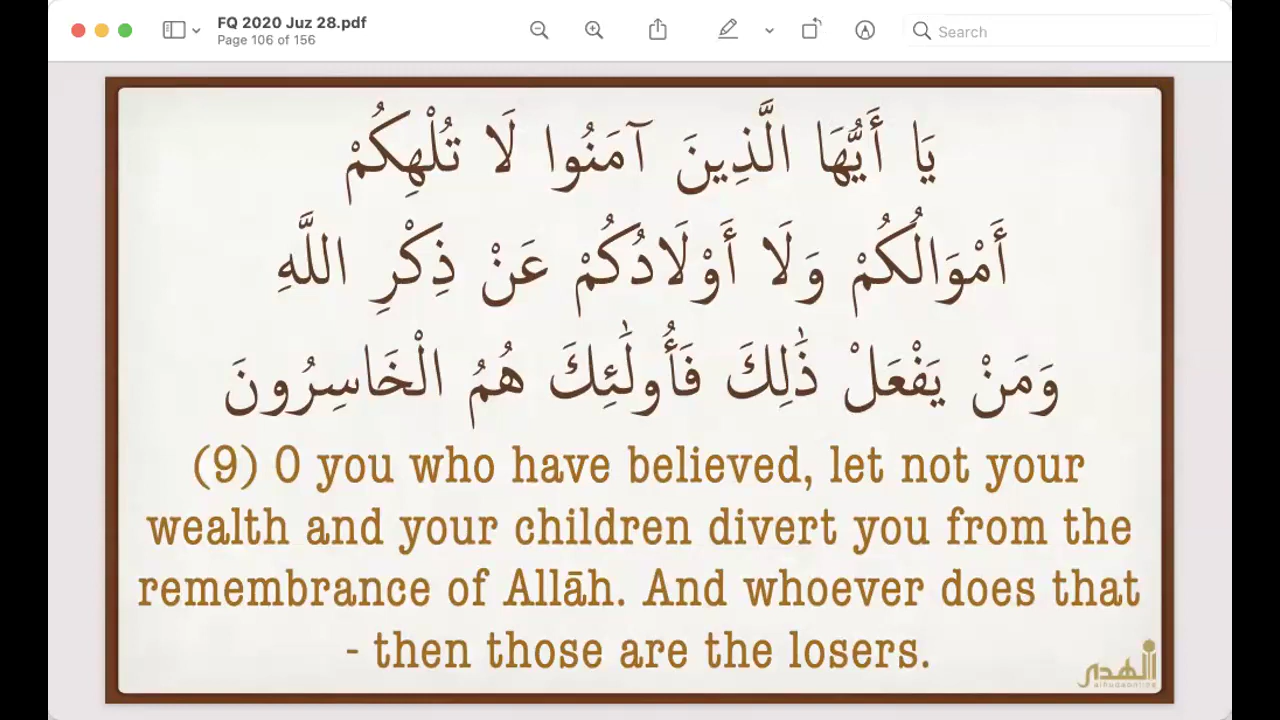 FQ 2020 Juz 28.pdf
Page 106 of 156
Search
يَا أَيُّهَا الَّذِينَ آمَنُوا لَا تُلْهِكُمْ
أَمْوَالُكُمْ وَلَا أَوْلَادُكُمْ عَنْ ذِكْرِ اللَّهِ
وَمَنْ يَفْعَلْ ذَٰلِكَ فَأُولَٰئِكَ هُمُ الْخَاسِرُونَ
(9) O you who have believed, let not your
wealth and your children divert you from the
remembrance of Allāh. And whoever does that
- then those are the losers.
الهدى
alhudaonline